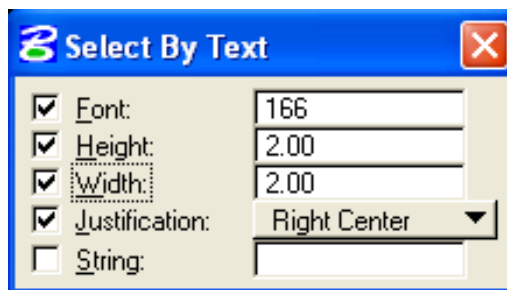 Select By Text
Font: 166
Height: 2.00
Width: 2.00
Justification: Right Center
String: